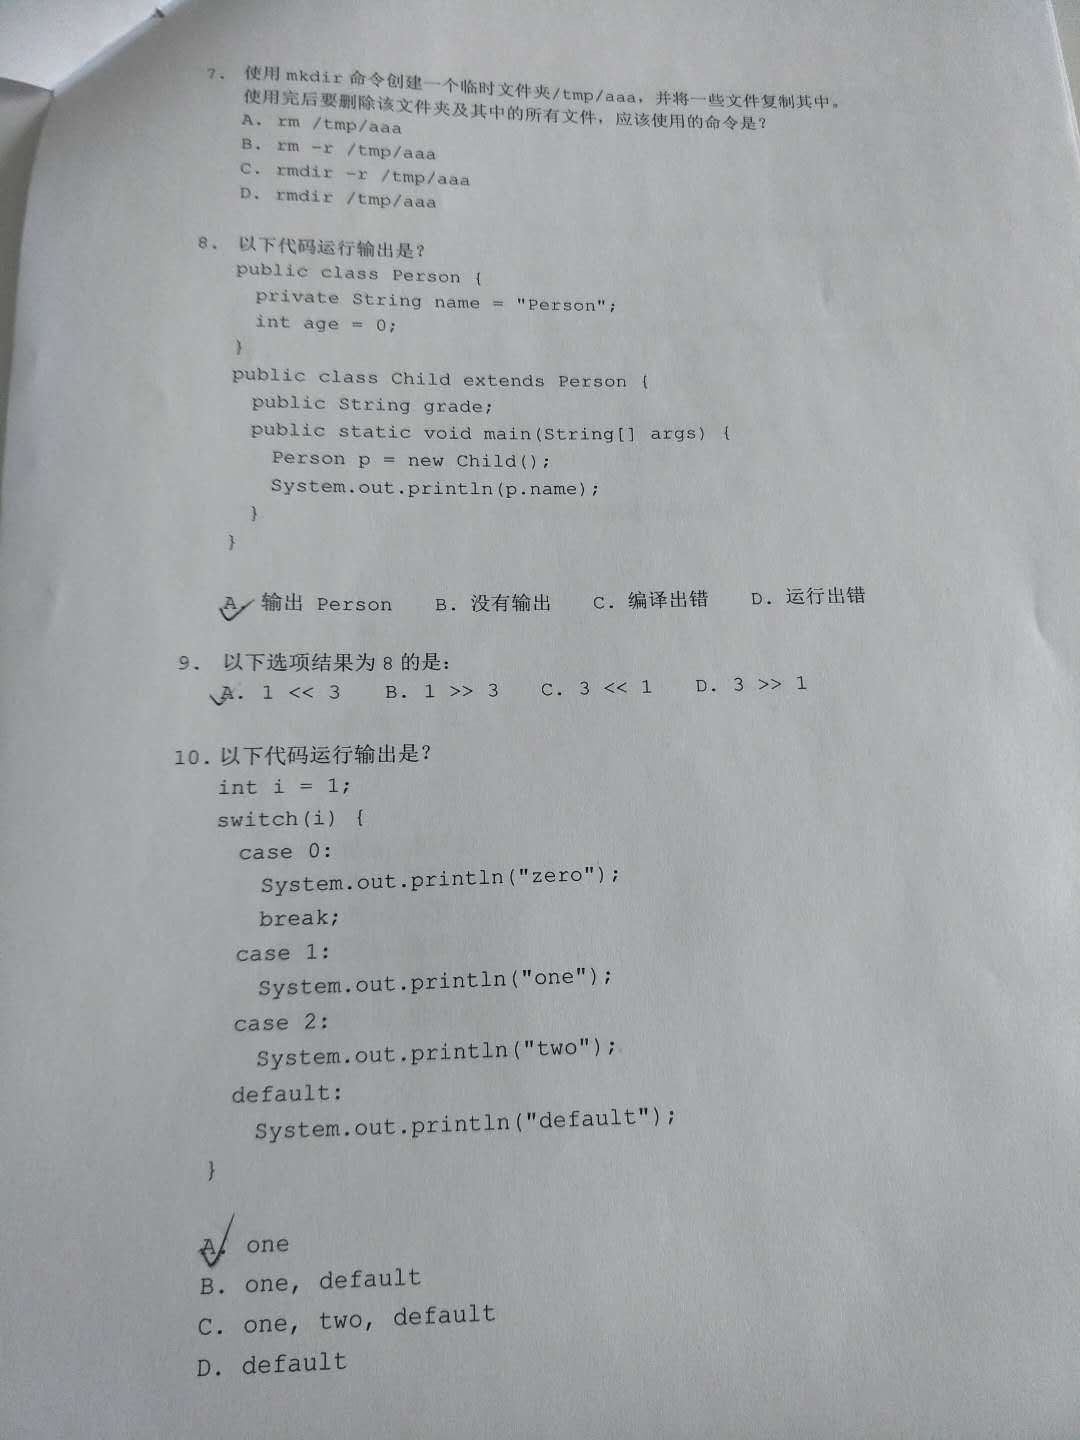 7. 使用 mkdir 命令创建一个临时文件夹/tmp/aaa，并将一些文件复制其中。
使用完后要删除该文件夹及其中的所有文件，应该使用的命令是？
A. rm /tmp/aaa
B. rm -r /tmp/aaa
C. rmdir -r /tmp/aaa
D. rmdir /tmp/aaa
8. 以下代码运行输出是？
public class Person {
private String name = "Person";
int age = 0;
}
public class Child extends Person {
public String grade;
public static void main(String[] args) {
Person p = new Child();
System.out.println(p.name);
}
}
A. 输出 Person B. 没有输出 C. 编译出错 D. 运行出错
9. 以下选项结果为 8 的是：
A. 1 << 3 B. 1 >> 3 C. 3 << 1 D. 3 >> 1
10. 以下代码运行输出是？
int i = 1;
switch(i) {
case 0:
System.out.println("zero");
break;
case 1:
System.out.println("one");
case 2:
System.out.println("two");
default:
System.out.println("default");
}
A. one
B. one, default
C. one, two, default
D. default